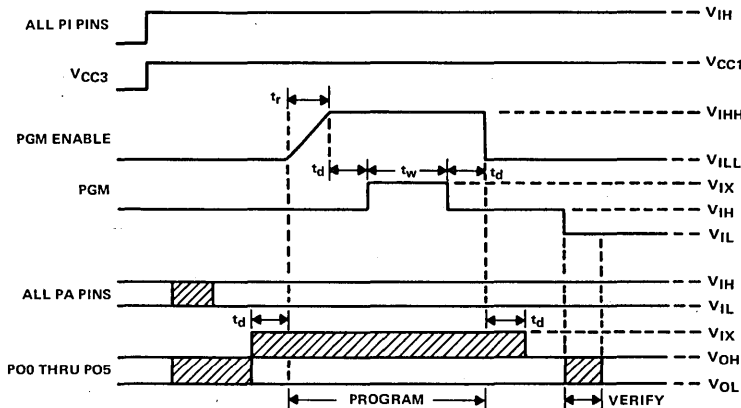 ALL PI PINS
VIH
VCC3
VCC1
tr
VIHH
PGM ENABLE
VILL
td
tw
td
PGM
VIX
VIH
VIL
ALL PA PINS
VIH
VIL
td
td
VIX
PO0 THRU PO5
VOH
VOL
PROGRAM
VERIFY